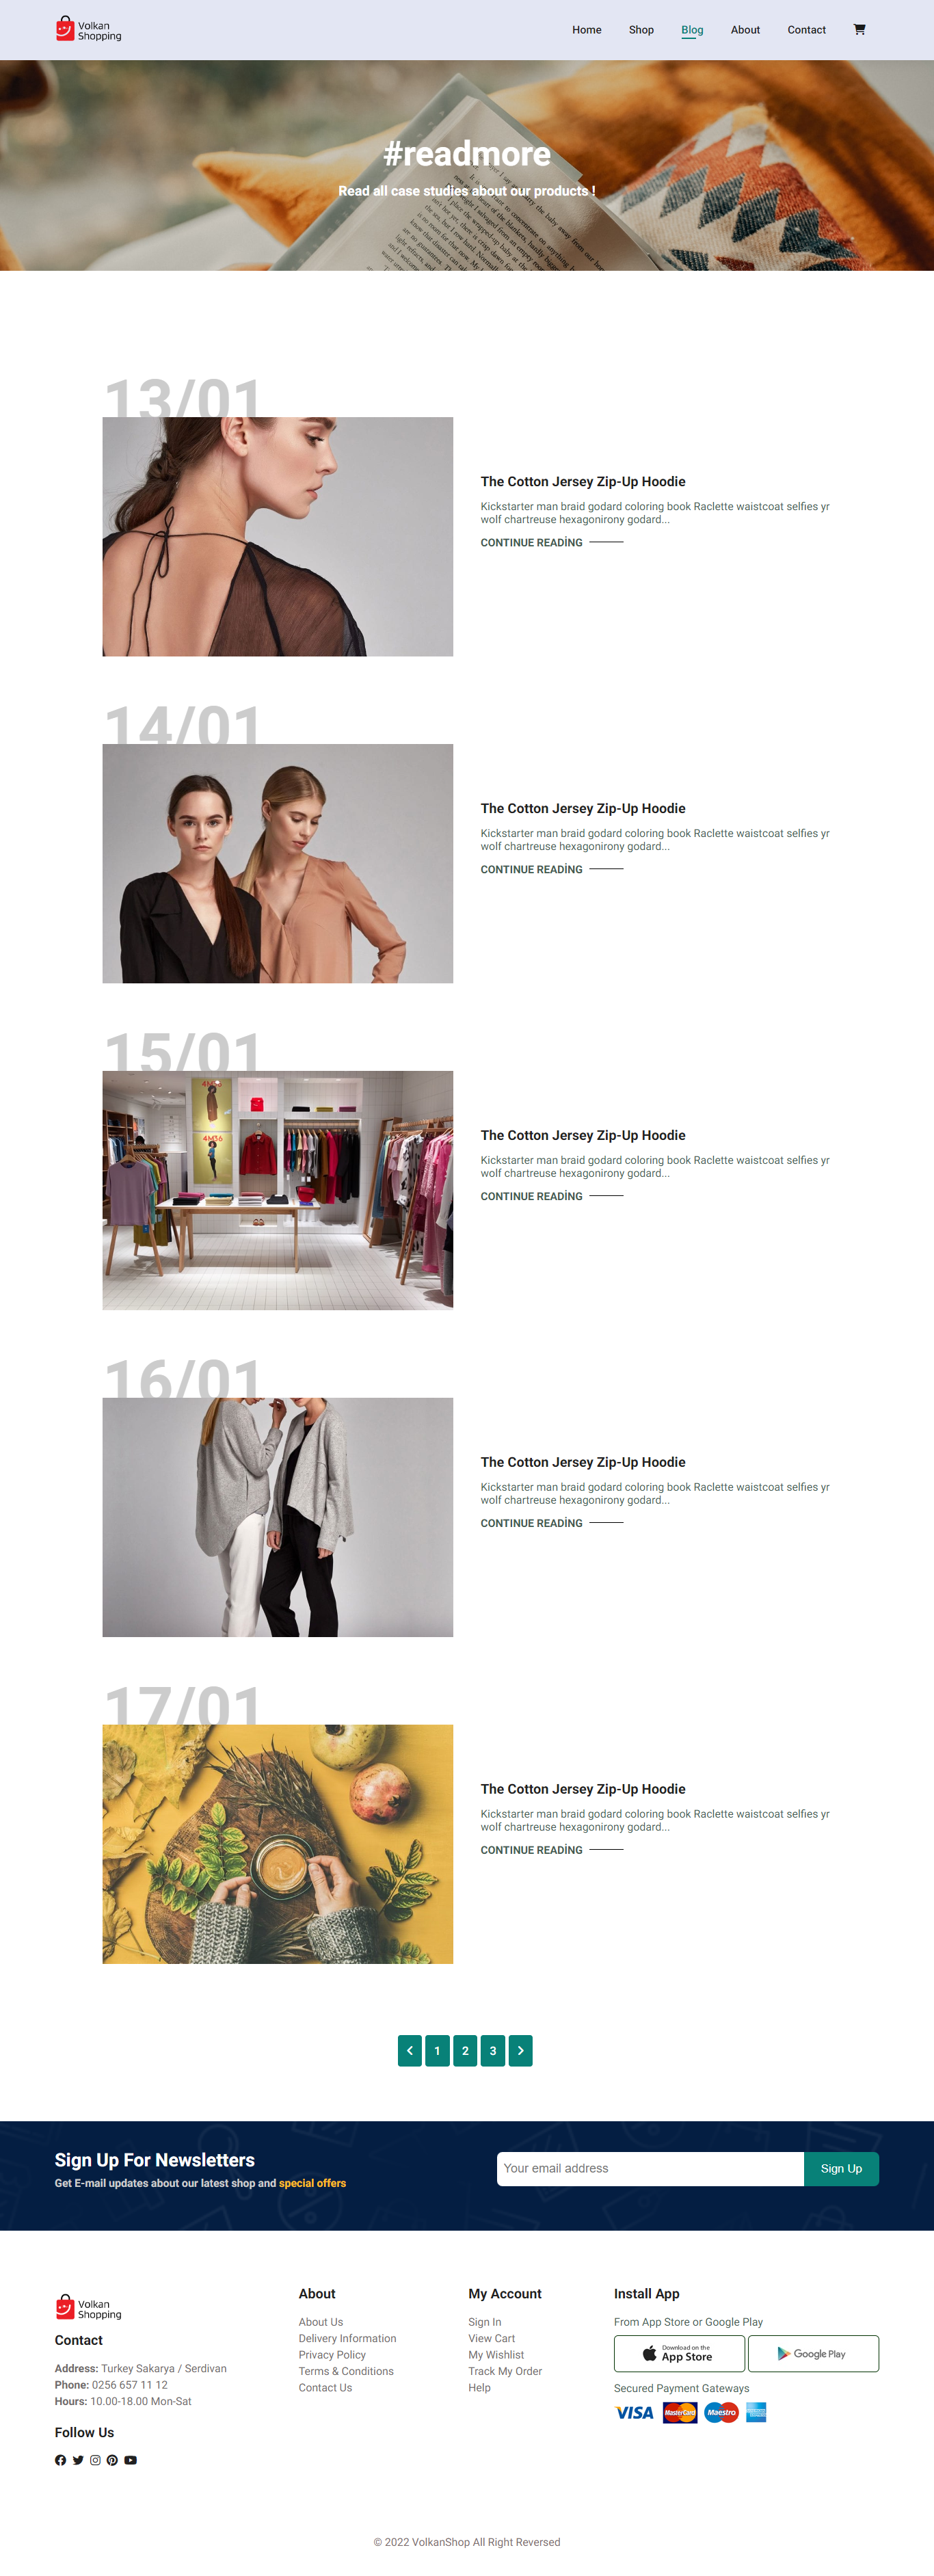 Volkan
Shopping
Home
Shop
Blog
About
Contact
#readmore
Read all case studies about our products !
13/01
The Cotton Jersey Zip-Up Hoodie
Kickstarter man braid godard coloring book Raclette waistcoat selfies yr
wolf chartreuse hexagonirony godard...
CONTINUE READİNG
14/01
The Cotton Jersey Zip-Up Hoodie
Kickstarter man braid godard coloring book Raclette waistcoat selfies yr
wolf chartreuse hexagonirony godard...
CONTINUE READİNG
15/01
4M36
The Cotton Jersey Zip-Up Hoodie
Kickstarter man braid godard coloring book Raclette waistcoat selfies yr
wolf chartreuse hexagonirony godard...
CONTINUE READİNG
16/01
The Cotton Jersey Zip-Up Hoodie
Kickstarter man braid godard coloring book Raclette waistcoat selfies yr
wolf chartreuse hexagonirony godard...
CONTINUE READİNG
17/01
The Cotton Jersey Zip-Up Hoodie
Kickstarter man braid godard coloring book Raclette waistcoat selfies yr
wolf chartreuse hexagonirony godard...
CONTINUE READİNG
1
2
3
Sign Up For Newsletters
Get E-mail updates about our latest shop and special offers
Your email address
Sign Up
Volkan
Shopping
Contact
Address: Turkey Sakarya / Serdivan
Phone: 0256 657 11 12
Hours: 10.00-18.00 Mon-Sat
Follow Us
About
About Us
Delivery Information
Privacy Policy
Terms & Conditions
Contact Us
My Account
Sign In
View Cart
My Wishlist
Track My Order
Help
Install App
From App Store or Google Play
Download on the
App Store
Google Play
Secured Payment Gateways
VISA
MasterCard
Maestro
© 2022 VolkanShop All Right Reversed